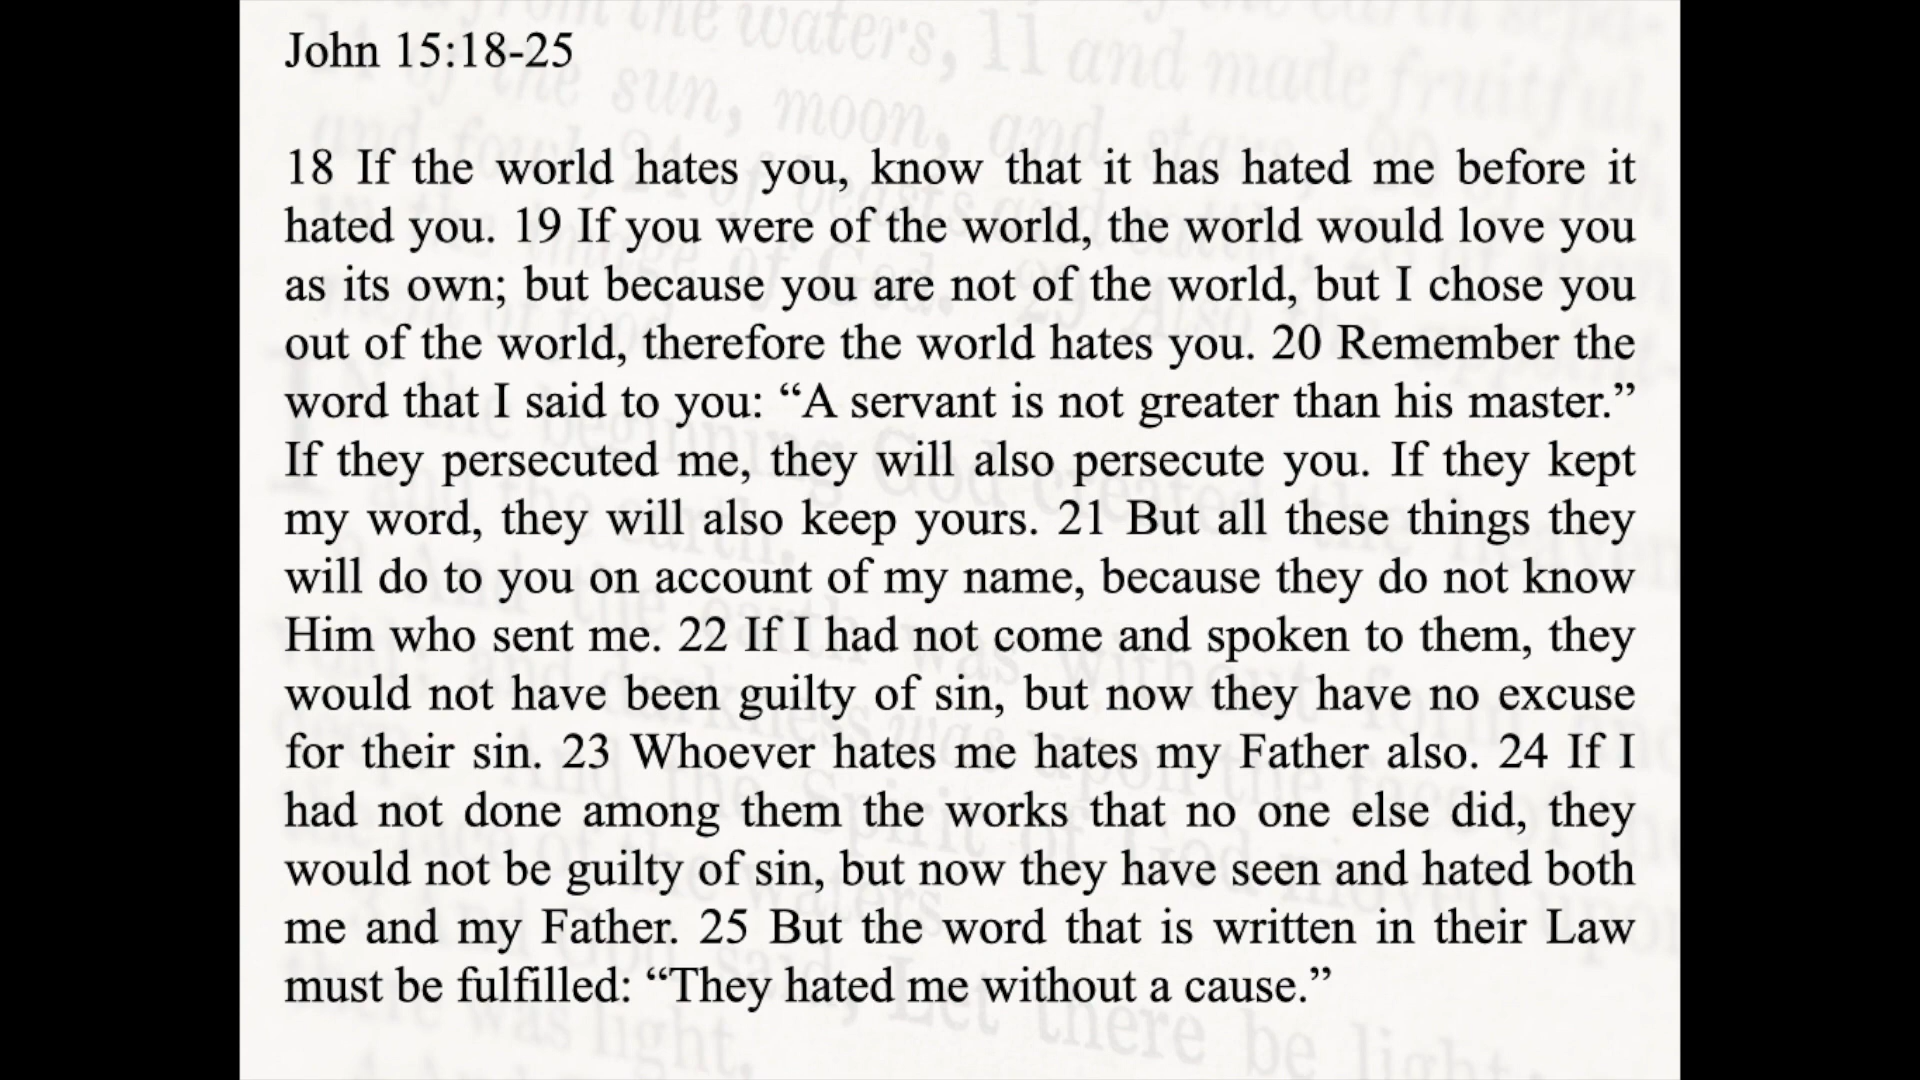 John 15:18-25
18 If the world hates you, know that it has hated me before it
hated you. 19 If you were of the world, the world would love you
as its own; but because you are not of the world, but I chose you
out of the world, therefore the world hates you. 20 Remember the
word that I said to you: “A servant is not greater than his master.”
If they persecuted me, they will also persecute you. If they kept
my word, they will also keep yours. 21 But all these things they
will do to you on account of my name, because they do not know
Him who sent me. 22 If I had not come and spoken to them, they
would not have been guilty of sin, but now they have no excuse
for their sin. 23 Whoever hates me hates my Father also. 24 If I
had not done among them the works that no one else did, they
would not be guilty of sin, but now they have seen and hated both
me and my Father. 25 But the word that is written in their Law
must be fulfilled: “They hated me without a cause.”